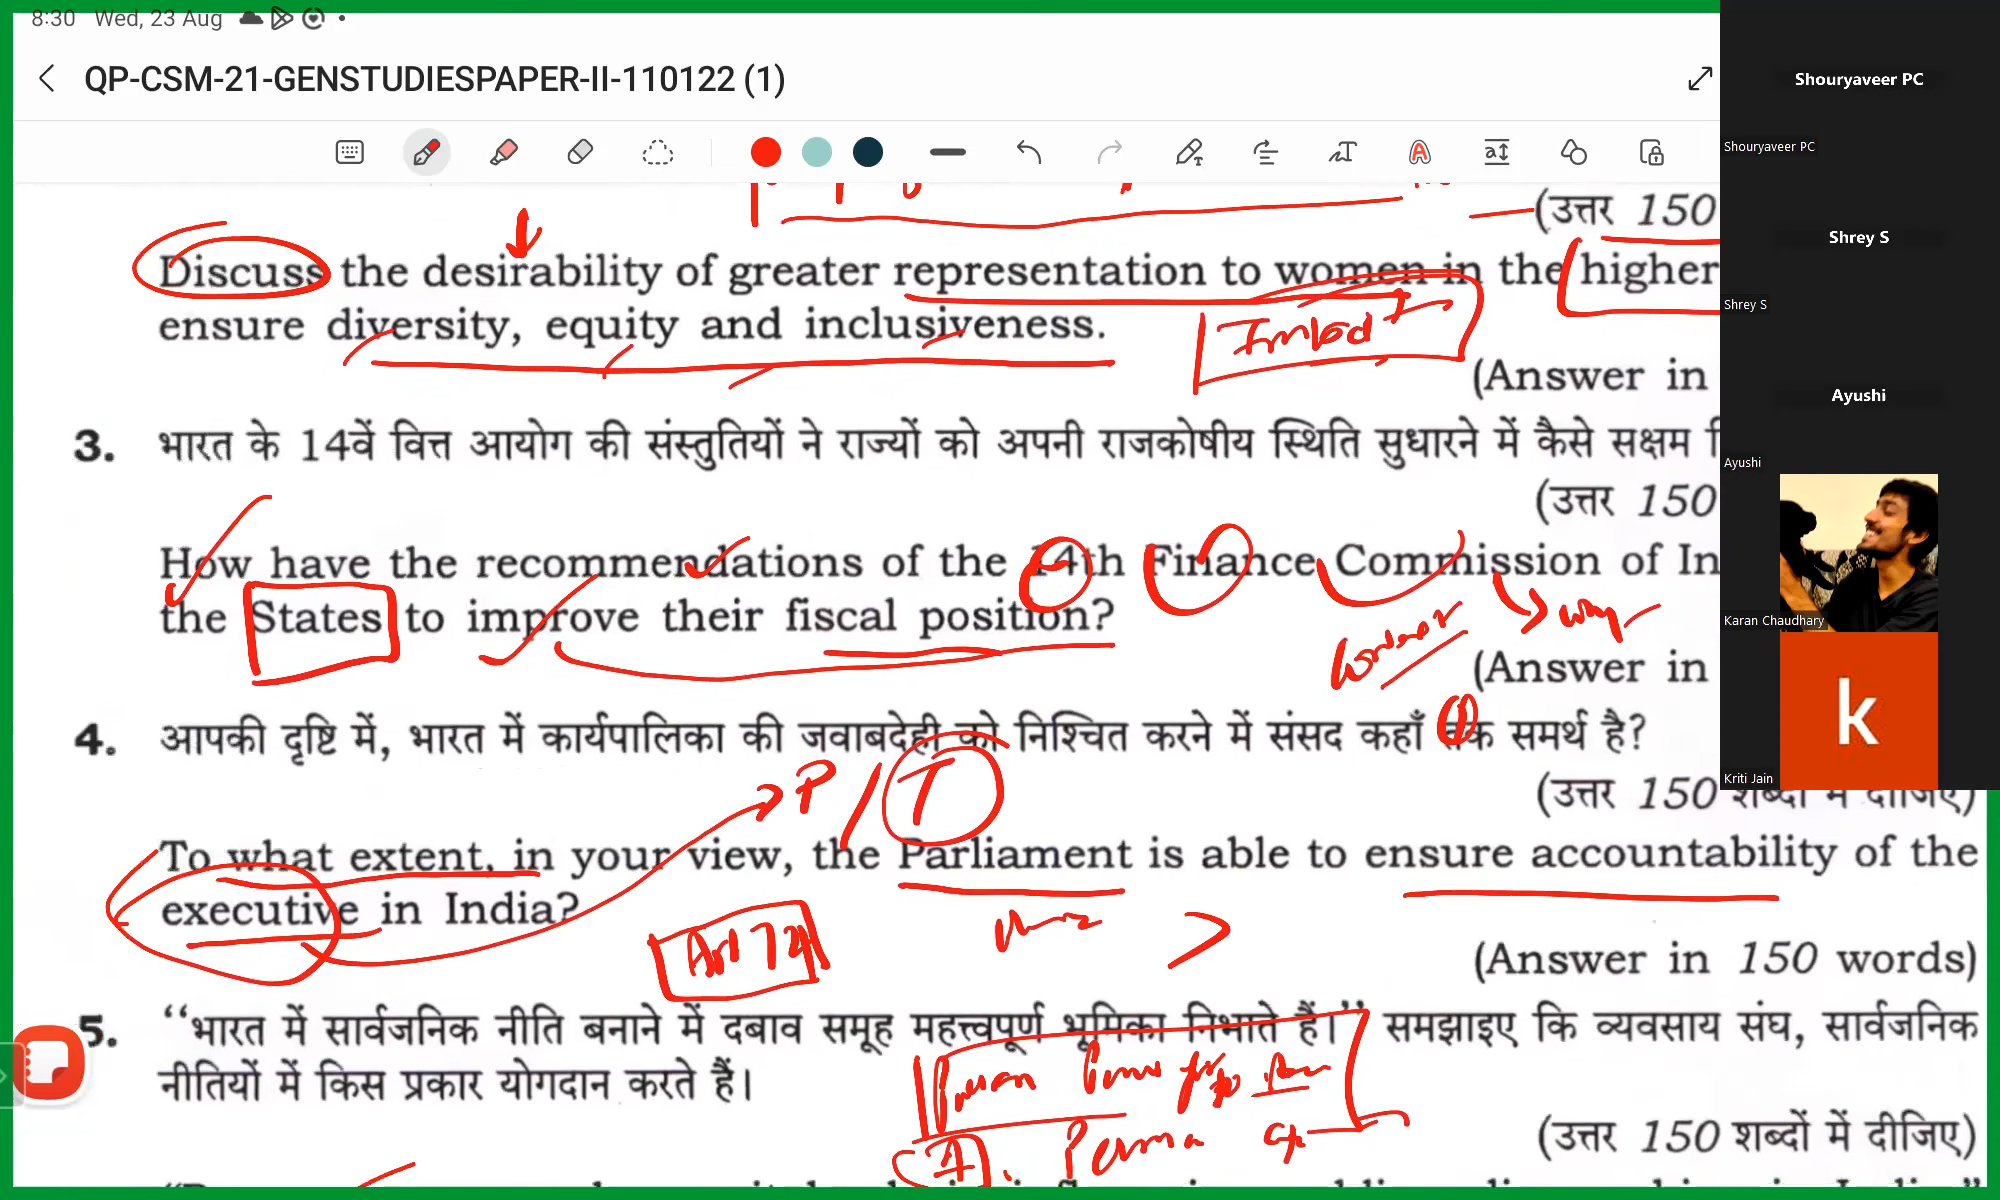 8:30 Wed, 23 Aug
QP-CSM-21-GENSTUDIESPAPER-II-110122 (1)
(उत्तर 150
Discuss the desirability of greater representation to women in the higher
ensure diversity, equity and inclusiveness.
(Answer in
3. भारत के 14वें वित्त आयोग की संस्तुतियों ने राज्यों को अपनी राजकोषीय स्थिति सुधारने में कैसे सक्षम
(उत्तर 150
How have the recommendations of the 14th Finance Commission of In
the States to improve their fiscal position?
why
(Answer in
4. आपकी दृष्टि में, भारत में कार्यपालिका की जवाबदेही को निश्चित करने में संसद कहाँ तक समर्थ है?
P/T
(उत्तर 150 शब्दों में दीजिए)
To what extent, in your view, the Parliament is able to ensure accountability of the
executive in India?
Art 74
(Answer in 150 words)
5. “भारत में सार्वजनिक नीति बनाने में दबाव समूह महत्त्वपूर्ण भूमिका निभाते हैं।” समझाइए कि व्यवसाय संघ, सार्वजनिक
नीतियों में किस प्रकार योगदान करते हैं।
(उत्तर 150 शब्दों में दीजिए)
Shouryaveer PC
Shouryaveer PC
Shrey S
Shrey S
Ayushi
Ayushi
Karan Chaudhary
k
Kriti Jain